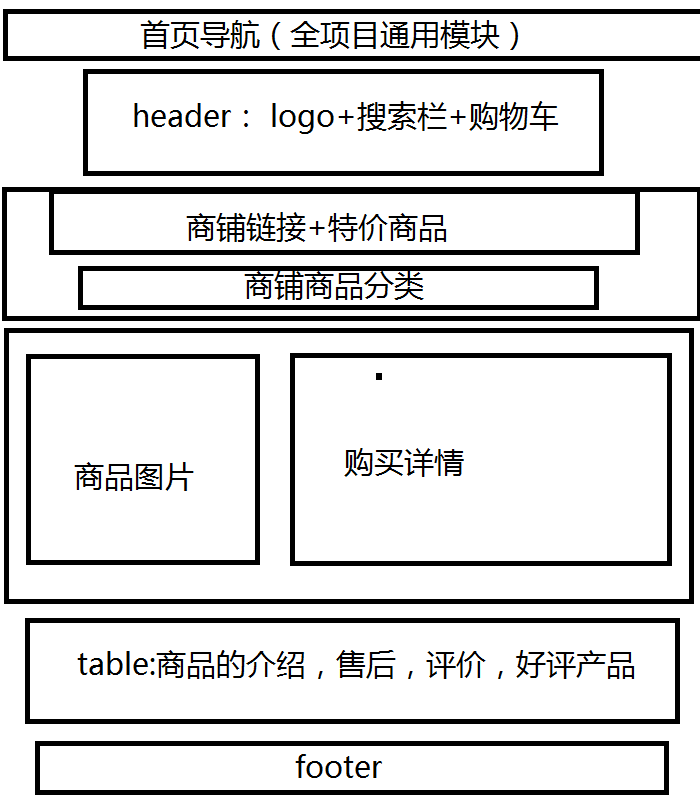 首页导航（全项目通用模块）
header： logo+搜索栏+购物车
商铺链接+特价商品
商铺商品分类
商品图片
购买详情
table:商品的介绍，售后，评价，好评产品
footer